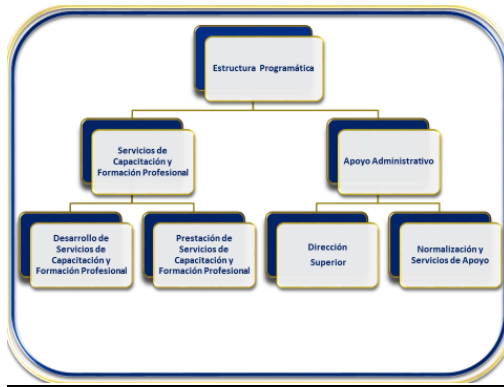 Estructura Programática
Servicios de
Capacitación y
Formación Profesional
Apoyo Administrativo
Desarrollo de
Servicios de
Capacitación y
Formación Profesional
Prestación de
Servicios de
Capacitación y
Formación Profesional
Dirección
Superior
Normalización y
Servicios de Apoyo